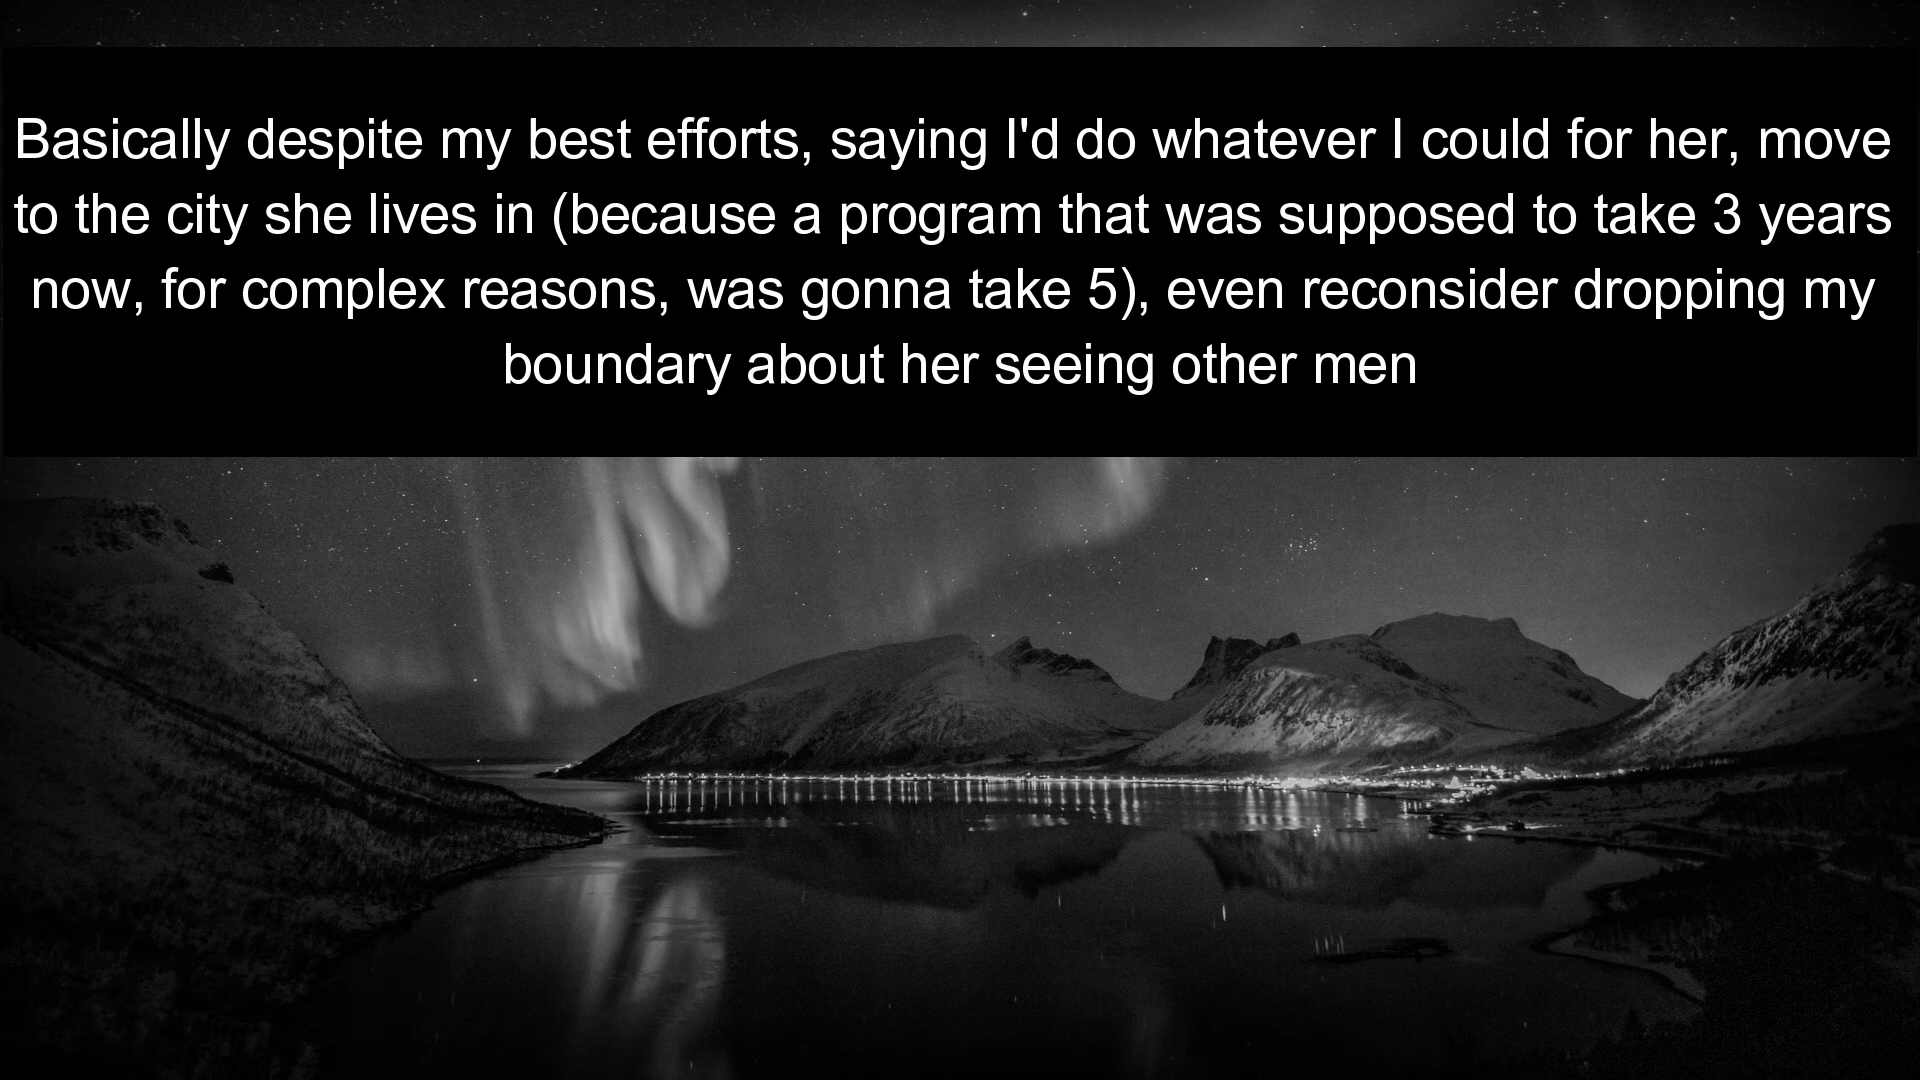 Basically despite my best efforts, saying I'd do whatever I could for her, move
to the city she lives in (because a program that was supposed to take 3 years
now, for complex reasons, was gonna take 5), even reconsider dropping my
boundary about her seeing other men